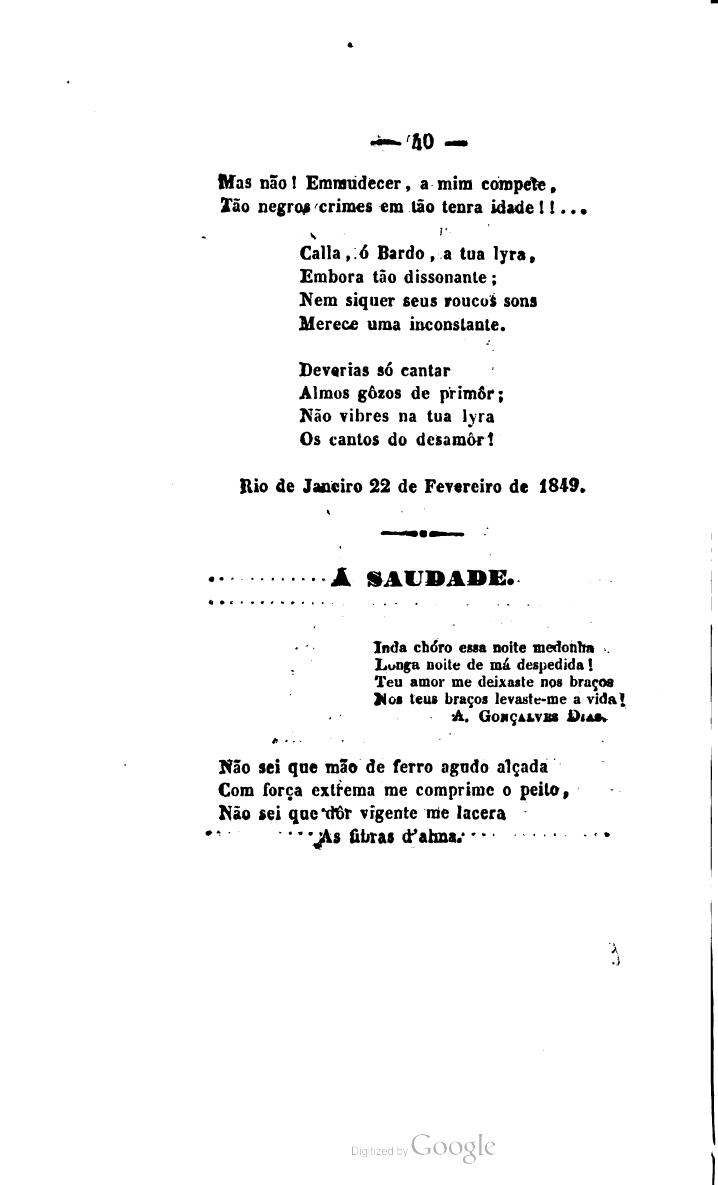 — 40 —
Mas não! Emmudecer, a mim compete,
Tão negros crimes em tão tenra idade!!...
Calla, ó Bardo, a tua lyra,
Embora tão dissonante;
Nem siquer seus roucos sons
Merece uma inconstante.
Deverias só cantar
Almos gôzos de primôr;
Não vibres na tua lyra
Os cantos do desamôr!
Rio de Janeiro 22 de Fevereiro de 1849.
Á SAUDADE.
Inda chóro essa noite medonha
Longa noite de má despedida!
Teu amor me deixaste nos braços
Nos teus braços levaste-me a vida!
A. GONÇALVES DIAS.
Não sei que mão de ferro agudo alçada
Com força extrema me comprime o peito,
Não sei que dôr vigente me lacera
As fibras d'alma.
Digitized by Google